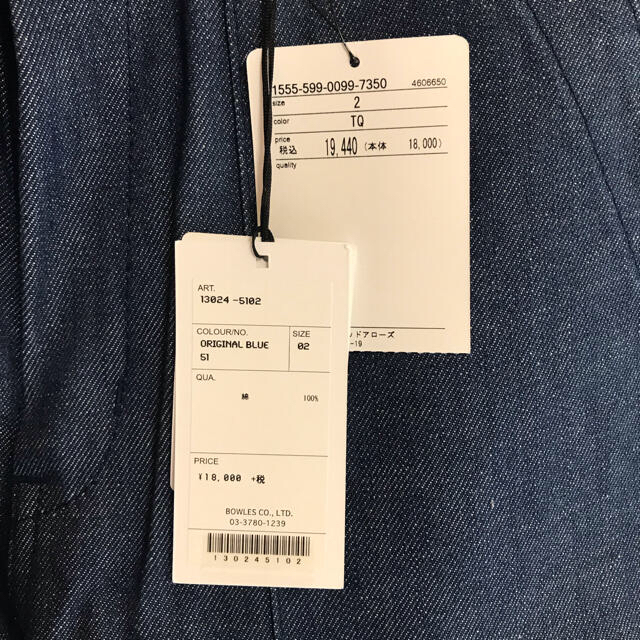 1555-599-0099-7350 4606650
size 2
color TQ
price
税込 19,440 (本体 18,000)
quality
ッドアローズ
-19
ART.
13024-5102
COLOUR/NO. SIZE
ORIGINAL BLUE 02
51
QUA.
綿 100%
PRICE
¥18,000 +税
BOWLES CO., LTD.
03-3780-1239
130245102